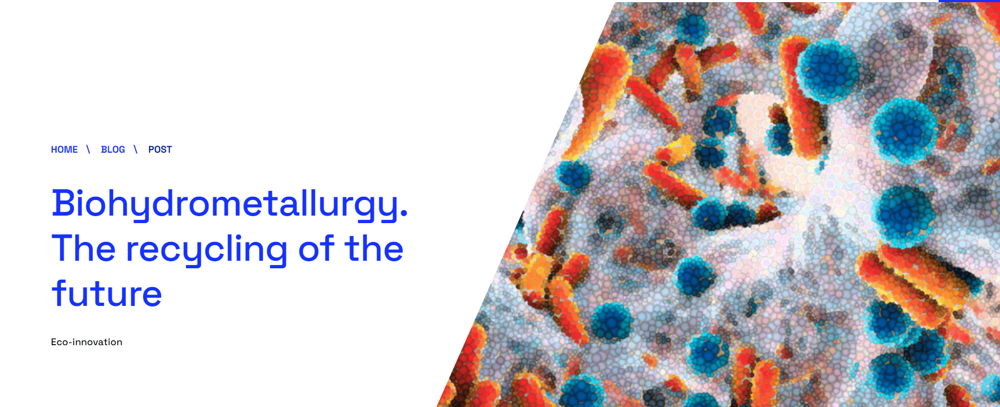 HOME \ BLOG \ POST
Biohydrometallurgy.
The recycling of the
future
Eco-innovation